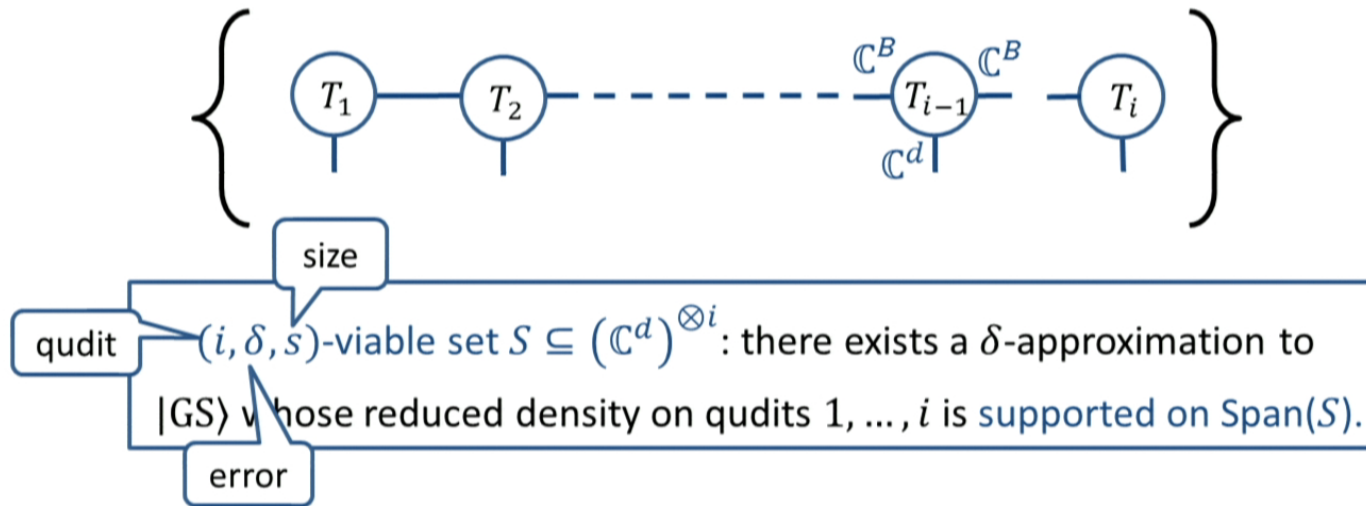 T₁ T₂ ℂᴮ Tᵢ₋₁ ℂᴮ Tᵢ
ℂᵈ
size
qudit
(i, δ, s)-viable set S ⊆ (ℂᵈ)^⊗i: there exists a δ-approximation to
|GS⟩ whose reduced density on qudits 1, …, i is supported on Span(S).
error